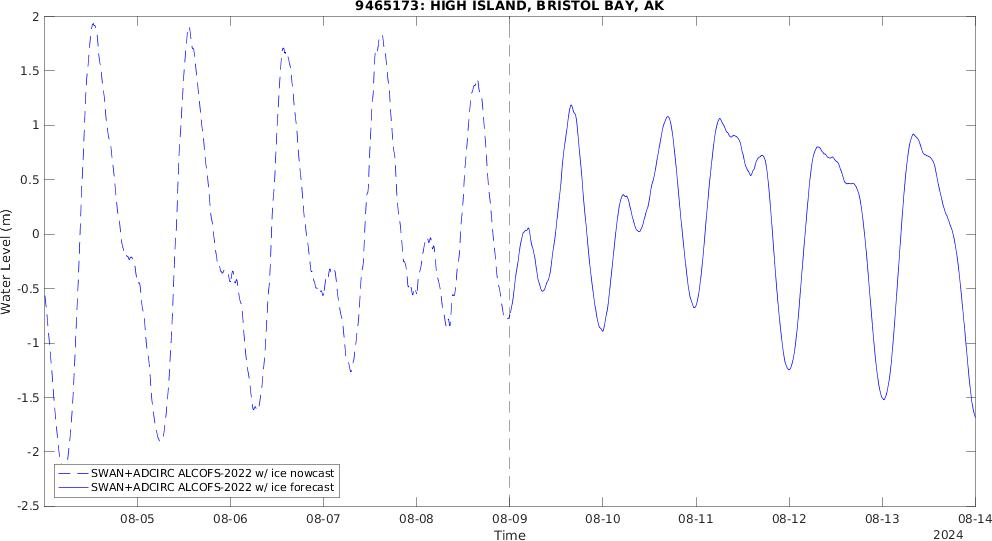 9465173: HIGH ISLAND, BRISTOL BAY, AK
Water Level (m)
2
1.5
1
0.5
0
-0.5
-1
-1.5
-2
-2.5
SWAN+ADCIRC ALCOFS-2022 w/ ice nowcast
SWAN+ADCIRC ALCOFS-2022 w/ ice forecast
08-05 08-06 08-07 08-08 08-09 08-10 08-11 08-12 08-13 08-14
Time
2024